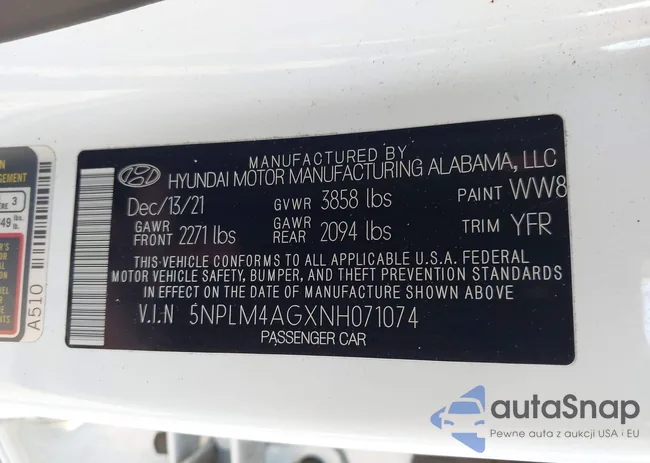 MANUFACTURED BY
HYUNDAI MOTOR MANUFACTURING ALABAMA, LLC
Dec/13/21 GVWR 3858 lbs PAINT WW8
GAWR FRONT 2271 lbs GAWR REAR 2094 lbs TRIM YFR
THIS VEHICLE CONFORMS TO ALL APPLICABLE U.S.A. FEDERAL
MOTOR VEHICLE SAFETY, BUMPER, AND THEFT PREVENTION STANDARDS
IN EFFECT ON THE DATE OF MANUFACTURE SHOWN ABOVE
V.I.N 5NPLM4AGXNH071074
PASSENGER CAR
A510
3
autaSnap
Pewne auta z aukcji USA i EU